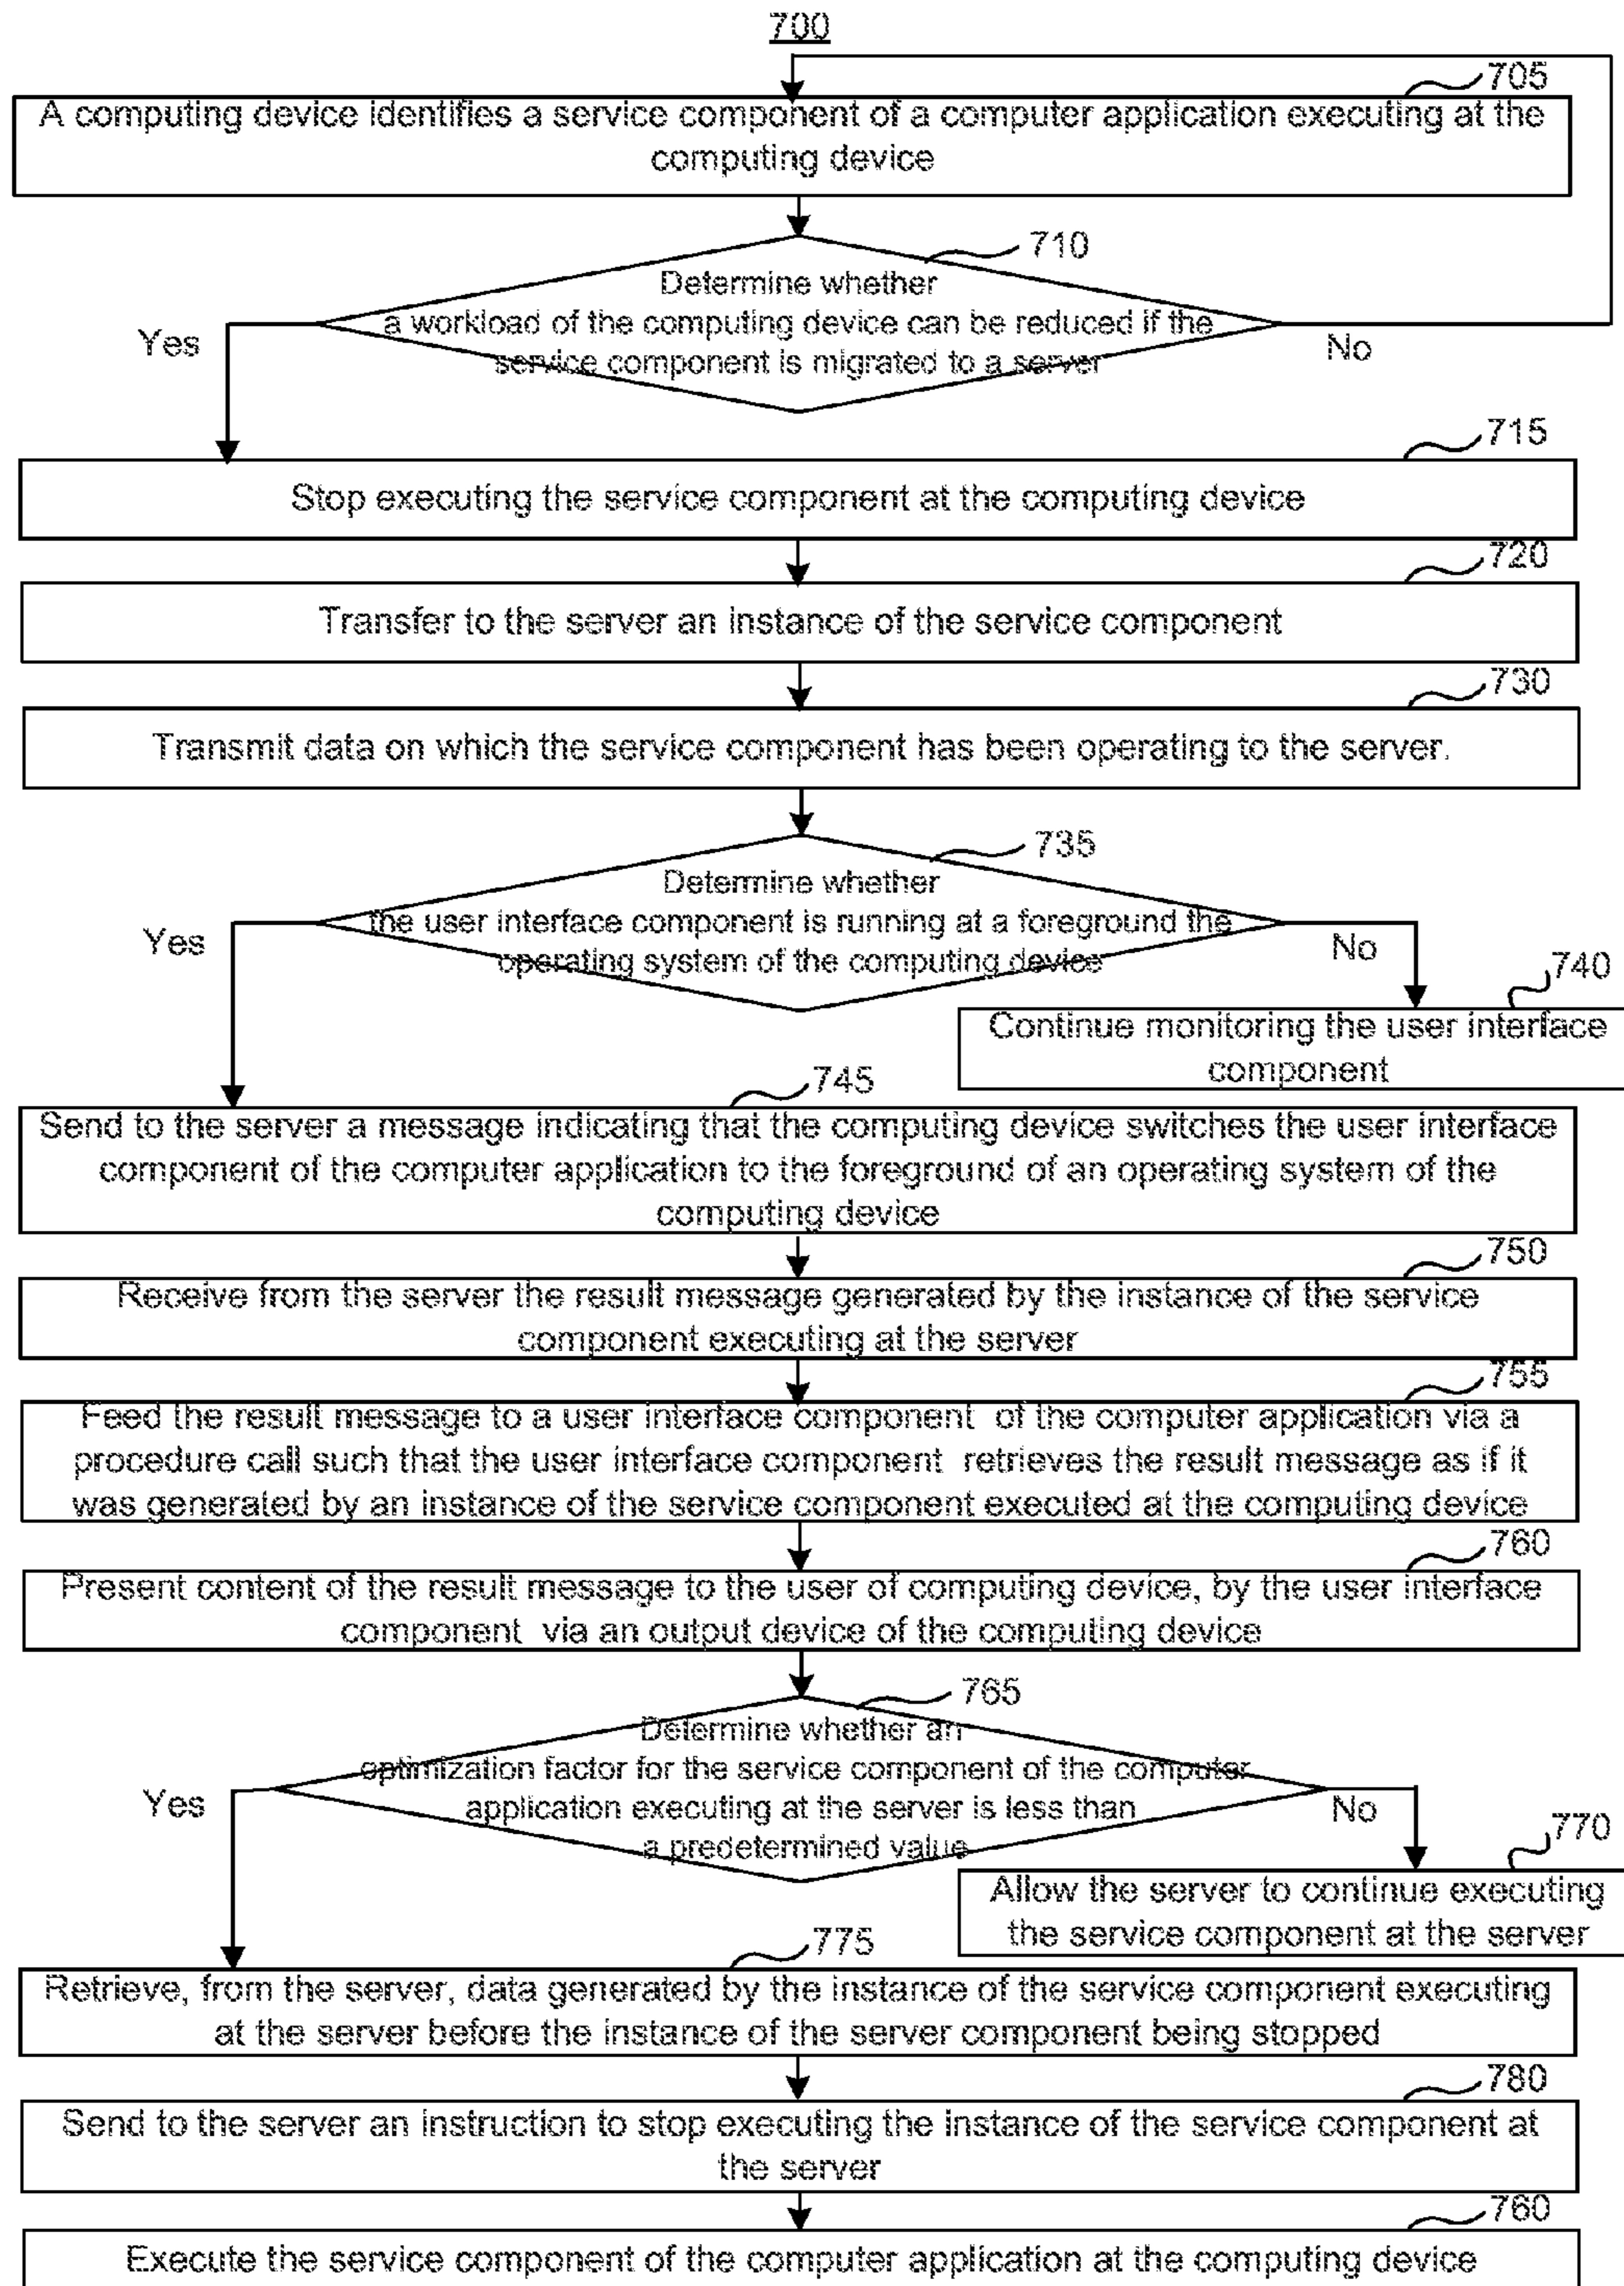 700
705
A computing device identifies a service component of a computer application executing at the
computing device
710
Determine whether
a workload of the computing device can be reduced if the
service component is migrated to a server
Yes
No
715
Stop executing the service component at the computing device
720
Transfer to the server an instance of the service component
730
Transmit data on which the service component has been operating to the server.
735
Determine whether
the user interface component is running at a foreground the
operating system of the computing device
Yes
No
740
Continue monitoring the user interface
component
745
Send to the server a message indicating that the computing device switches the user interface
component of the computer application to the foreground of an operating system of the
computing device
750
Receive from the server the result message generated by the instance of the service
component executing at the server
755
Feed the result message to a user interface component of the computer application via a
procedure call such that the user interface component retrieves the result message as if it
was generated by an instance of the service component executed at the computing device
760
Present content of the result message to the user of computing device, by the user interface
component via an output device of the computing device
765
Determine whether an
optimization factor for the service component of the computer
application executing at the server is less than
a predetermined value
Yes
No
770
Allow the server to continue executing
the service component at the server
775
Retrieve, from the server, data generated by the instance of the service component executing
at the server before the instance of the server component being stopped
780
Send to the server an instruction to stop executing the instance of the service component at
the server
760
Execute the service component of the computer application at the computing device